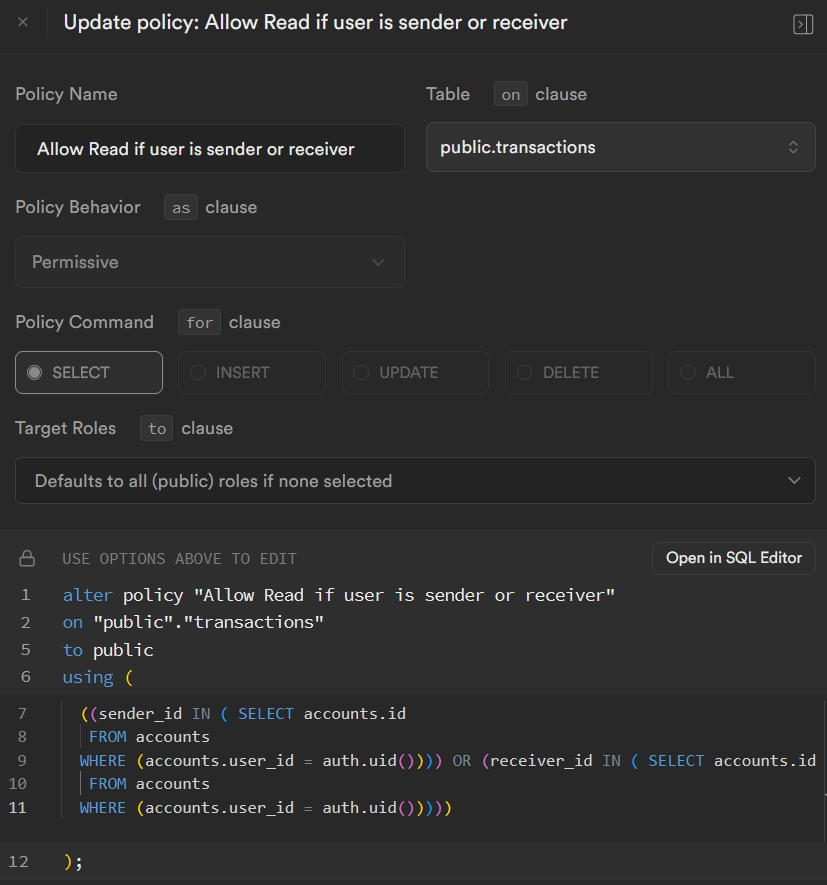 Update policy: Allow Read if user is sender or receiver
Policy Name
Table on clause
Allow Read if user is sender or receiver
public.transactions
Policy Behavior as clause
Permissive
Policy Command for clause
SELECT INSERT UPDATE DELETE ALL
Target Roles to clause
Defaults to all (public) roles if none selected
USE OPTIONS ABOVE TO EDIT
Open in SQL Editor
1 alter policy "Allow Read if user is sender or receiver"
2 on "public"."transactions"
5 to public
6 using (
7 ((sender_id IN ( SELECT accounts.id
8 FROM accounts
9 WHERE (accounts.user_id = auth.uid()))) OR (receiver_id IN ( SELECT accounts.id
10 FROM accounts
11 WHERE (accounts.user_id = auth.uid()))))
12 );